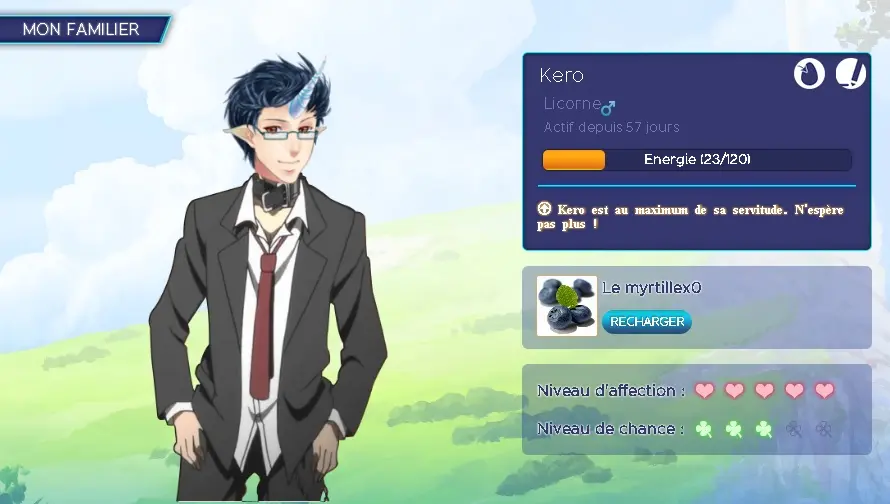 MON FAMILIER
Kero
Licorne
Actif depuis 57 jours
Energie (23/120)
Kero est au maximum de sa servitude. N'espère
pas plus !
Le myrtillex0
RECHARGER
Niveau d'affection :
Niveau de chance :